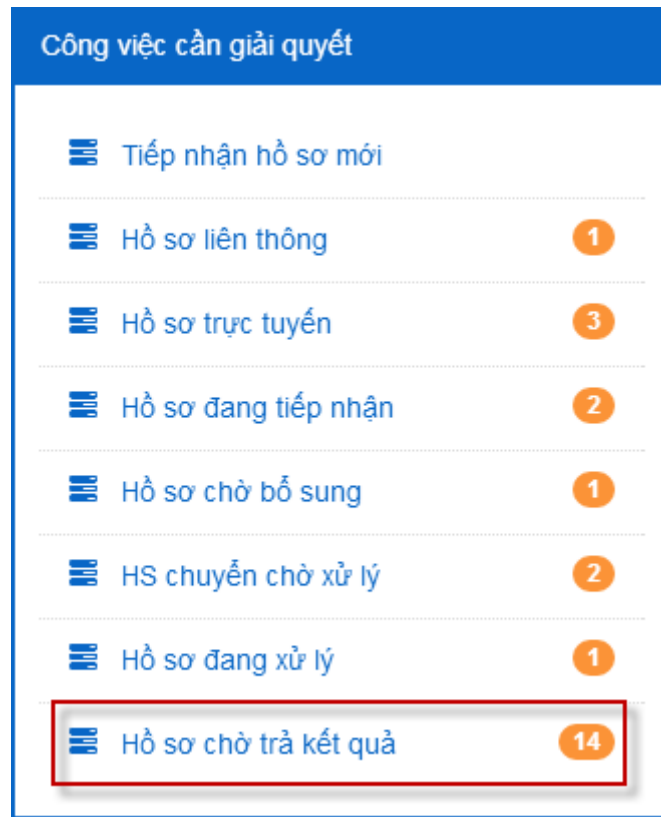 Công việc cần giải quyết
Tiếp nhận hồ sơ mới
Hồ sơ liên thông 1
Hồ sơ trực tuyến 3
Hồ sơ đang tiếp nhận 2
Hồ sơ chờ bổ sung 1
HS chuyển chờ xử lý 2
Hồ sơ đang xử lý 1
Hồ sơ chờ trả kết quả 14